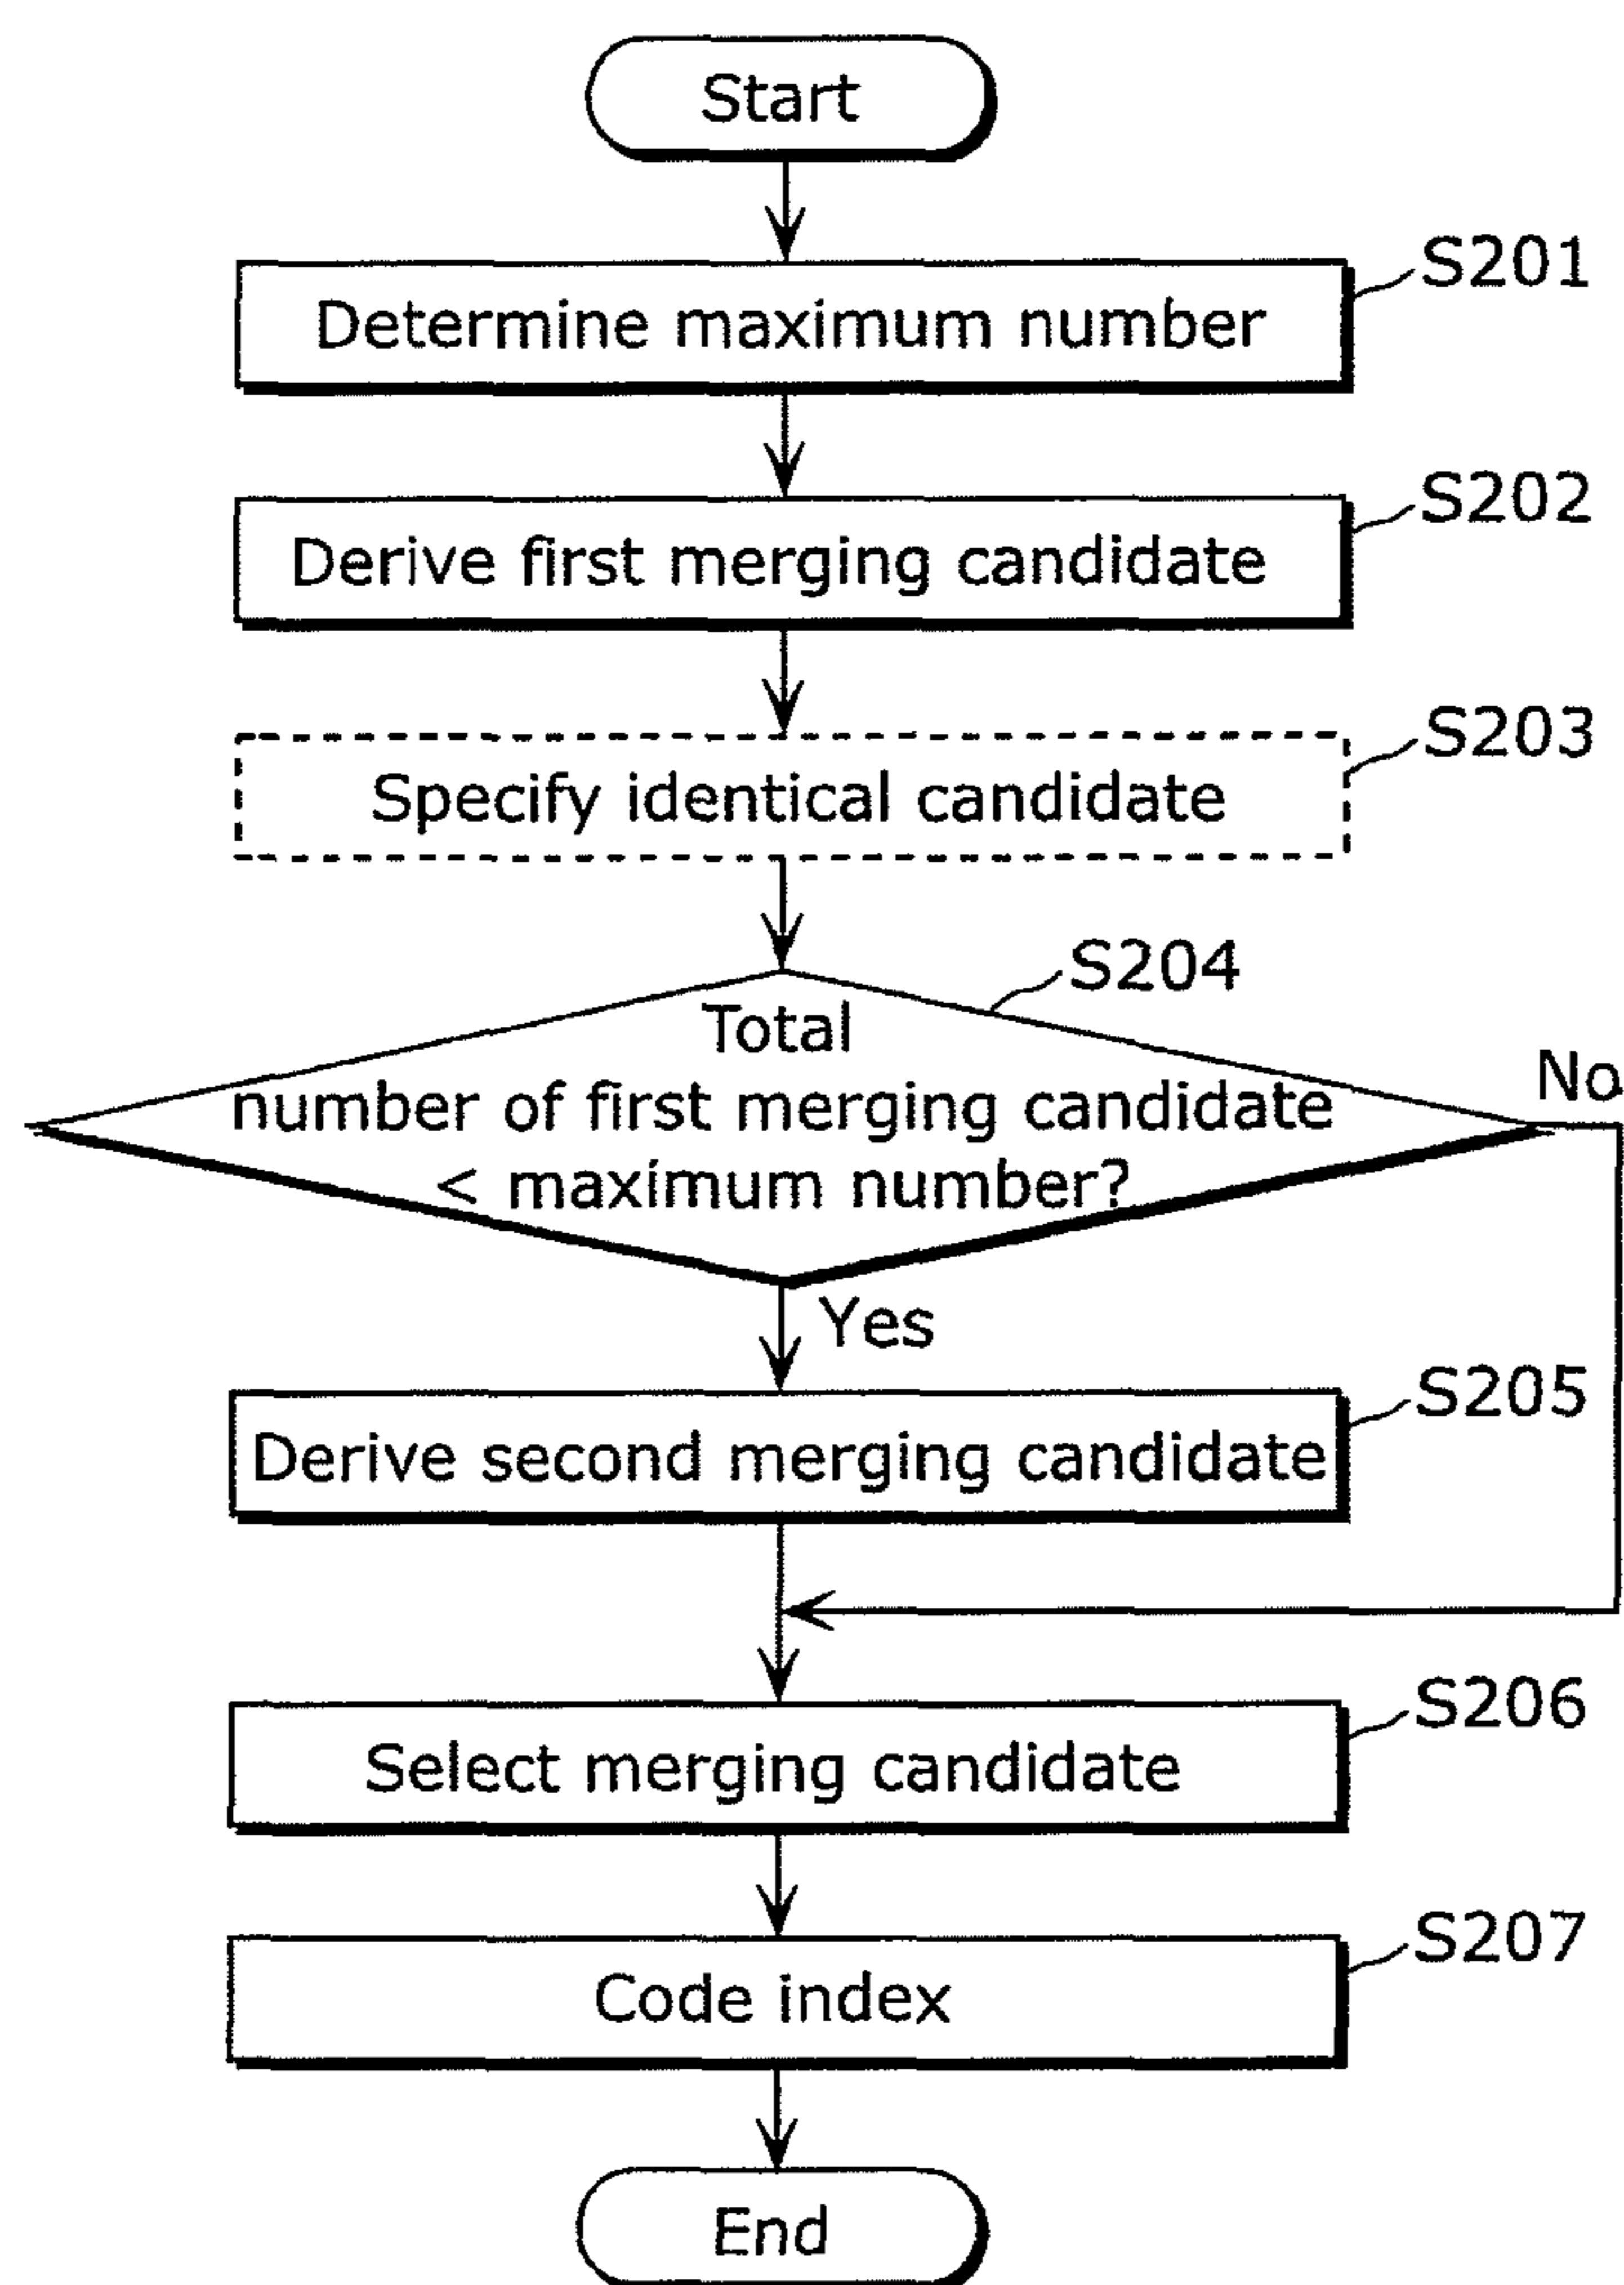 Start
S201
Determine maximum number
S202
Derive first merging candidate
S203
Specify identical candidate
S204
Total
number of first merging candidate
< maximum number?
No
Yes
S205
Derive second merging candidate
S206
Select merging candidate
S207
Code index
End